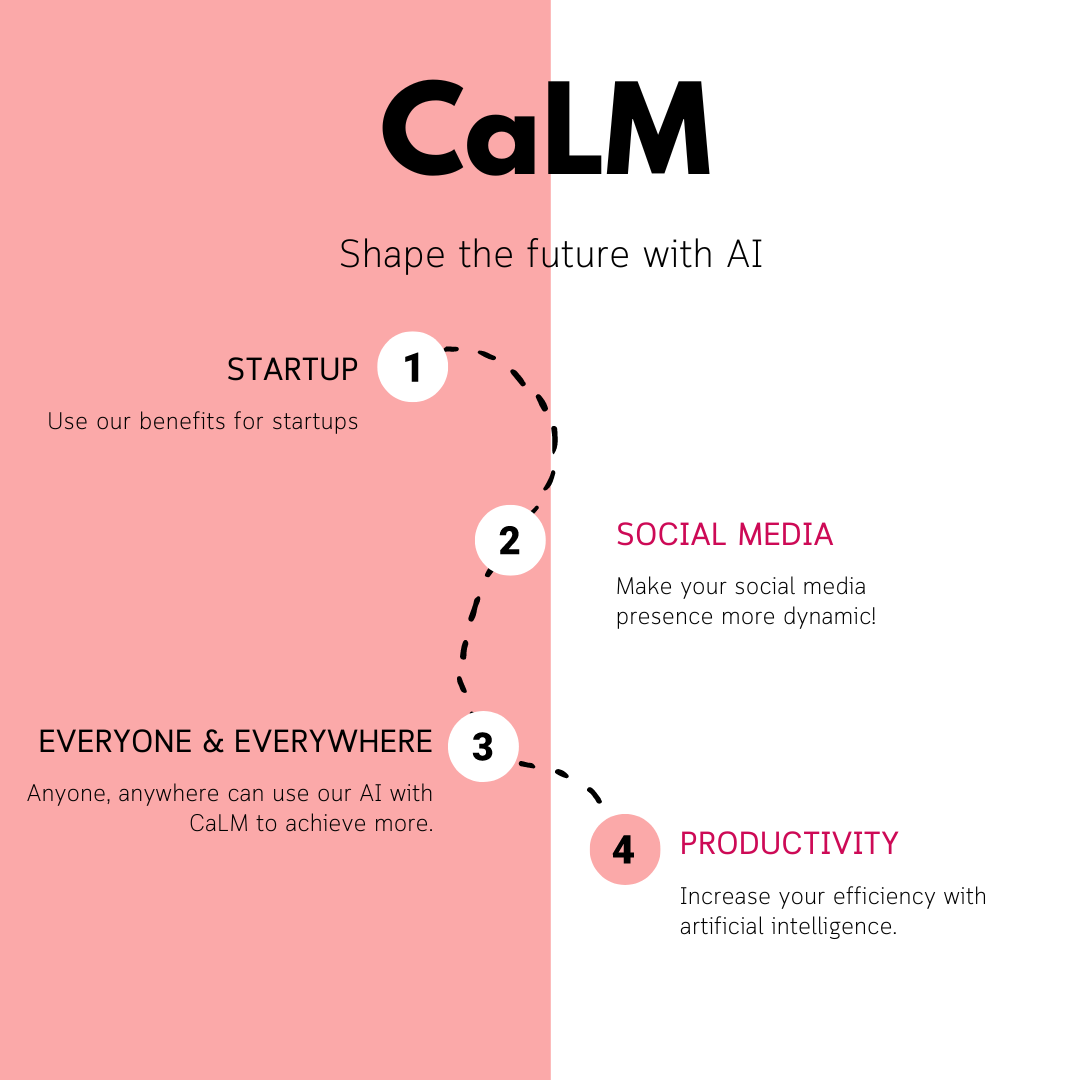 CaLM
Shape the future with AI
1
STARTUP
Use our benefits for startups
2
SOCIAL MEDIA
Make your social media
presence more dynamic!
3
EVERYONE & EVERYWHERE
Anyone, anywhere can use our AI with
CaLM to achieve more.
4
PRODUCTIVITY
Increase your efficiency with
artificial intelligence.